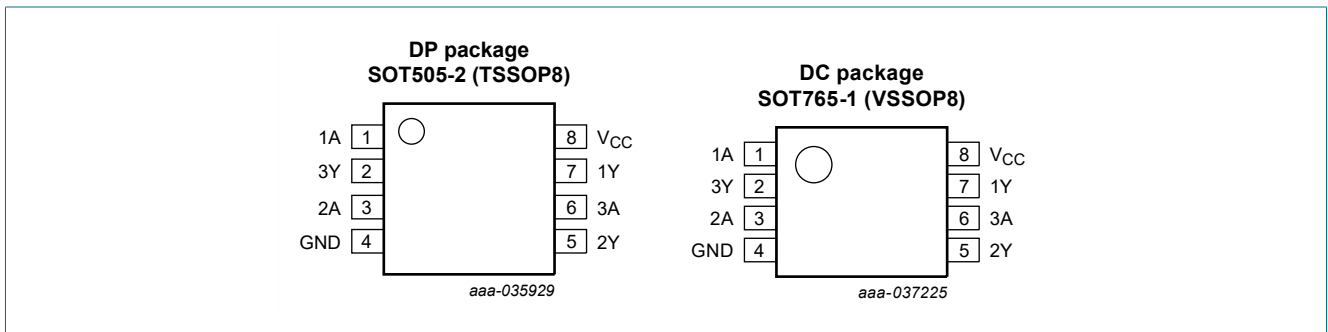 DP package
SOT505-2 (TSSOP8)
1A 1 8 VCC
3Y 2 7 1Y
2A 3 6 3A
GND 4 5 2Y
aaa-035929
DC package
SOT765-1 (VSSOP8)
1A 1 8 VCC
3Y 2 7 1Y
2A 3 6 3A
GND 4 5 2Y
aaa-037225